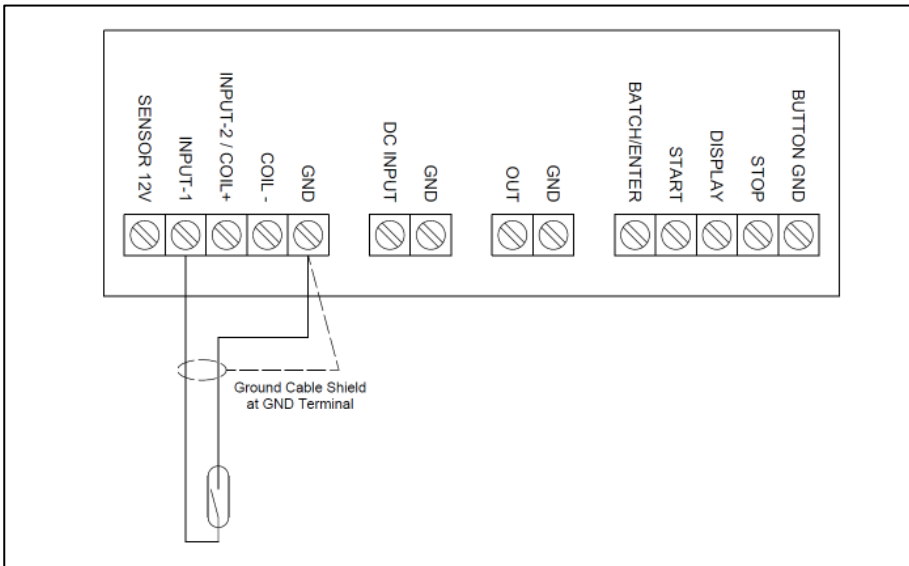 SENSOR 12V
INPUT-1
INPUT-2 / COIL+
COIL -
GND
DC INPUT
GND
OUT
GND
BATCH/ENTER
START
DISPLAY
STOP
BUTTON GND
Ground Cable Shield
at GND Terminal